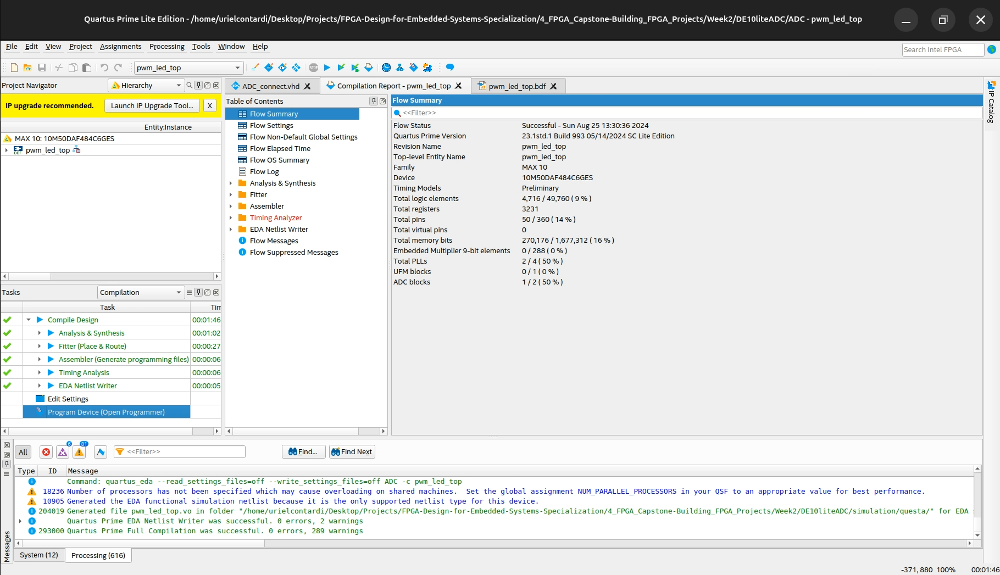 Quartus Prime Lite Edition - /home/urielcontardi/Desktop/Projects/FPGA-Design-for-Embedded-Systems-Specialization/4_FPGA_Capstone-Building_FPGA_Projects/Week2/DE10liteADC/ADC - pwm_led_top
File Edit View Project Assignments Processing Tools Window Help
Search Intel FPGA
pwm_led_top
STOP
Project Navigator
Hierarchy
IP upgrade recommended.
Launch IP Upgrade Tool...
X
Entity:Instance
MAX 10: 10M50DAF484C6GES
BDF pwm_led_top
Tasks
Compilation
Task Tim
Compile Design 00:01:46
Analysis & Synthesis 00:01:02
Fitter (Place & Route) 00:00:27
Assembler (Generate programming files) 00:00:06
Timing Analysis 00:00:06
EDA Netlist Writer 00:00:05
Edit Settings
Program Device (Open Programmer)
abc ADC_connect.vhd
Compilation Report - pwm_led_top
pwm_led_top.bdf
Table of Contents
Flow Summary
Flow Settings
Flow Non-Default Global Settings
Flow Elapsed Time
Flow OS Summary
Flow Log
Analysis & Synthesis
Fitter
Assembler
Timing Analyzer
EDA Netlist Writer
Flow Messages
Flow Suppressed Messages
Flow Summary
<<Filter>>
Flow Status Successful - Sun Aug 25 13:30:36 2024
Quartus Prime Version 23.1std.1 Build 993 05/14/2024 SC Lite Edition
Revision Name pwm_led_top
Top-level Entity Name pwm_led_top
Family MAX 10
Device 10M50DAF484C6GES
Timing Models Preliminary
Total logic elements 4,716 / 49,760 ( 9 % )
Total registers 3231
Total pins 50 / 360 ( 14 % )
Total virtual pins 0
Total memory bits 270,176 / 1,677,312 ( 16 % )
Embedded Multiplier 9-bit elements 0 / 288 ( 0 % )
Total PLLs 2 / 4 ( 50 % )
UFM blocks 0 / 1 ( 0 % )
ADC blocks 1 / 2 ( 50 % )
IP Catalog
All
6
81
<<Filter>>
Find...
Find Next
Type ID Message
Command: quartus_eda --read_settings_files=off --write_settings_files=off ADC -c pwm_led_top
18236 Number of processors has not been specified which may cause overloading on shared machines.  Set the global assignment NUM_PARALLEL_PROCESSORS in your QSF to an appropriate value for best performance.
10905 Generated the EDA functional simulation netlist because it is the only supported netlist type for this device.
204019 Generated file pwm_led_top.vo in folder "/home/urielcontardi/Desktop/Projects/FPGA-Design-for-Embedded-Systems-Specialization/4_FPGA_Capstone-Building_FPGA_Projects/Week2/DE10liteADC/simulation/questa/" for EDA
Quartus Prime EDA Netlist Writer was successful. 0 errors, 2 warnings
293000 Quartus Prime Full Compilation was successful. 0 errors, 289 warnings
Messages
System (12)
Processing (616)
-371, 880 100% 00:01:46